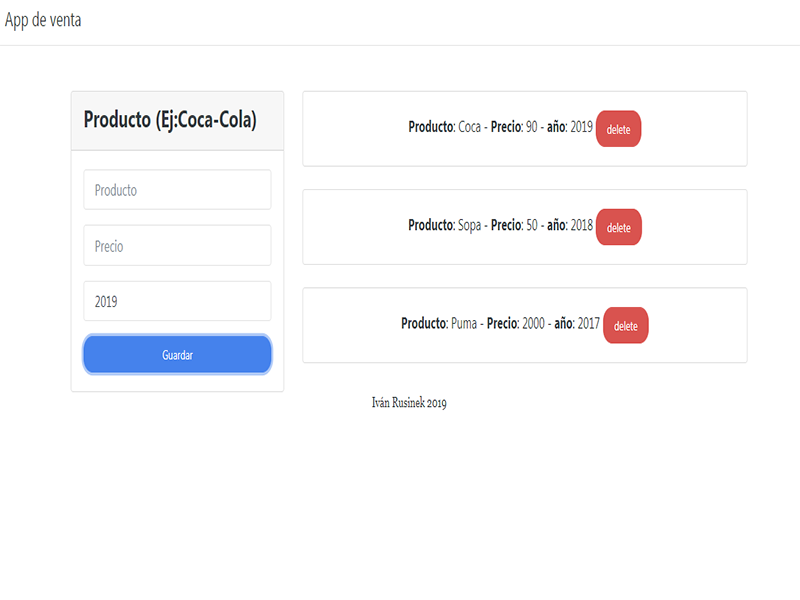 App de venta
Producto (Ej:Coca-Cola)
Producto
Precio
2019
Guardar
Producto: Coca - Precio: 90 - año: 2019 delete
Producto: Sopa - Precio: 50 - año: 2018 delete
Producto: Puma - Precio: 2000 - año: 2017 delete
Iván Rusinek 2019